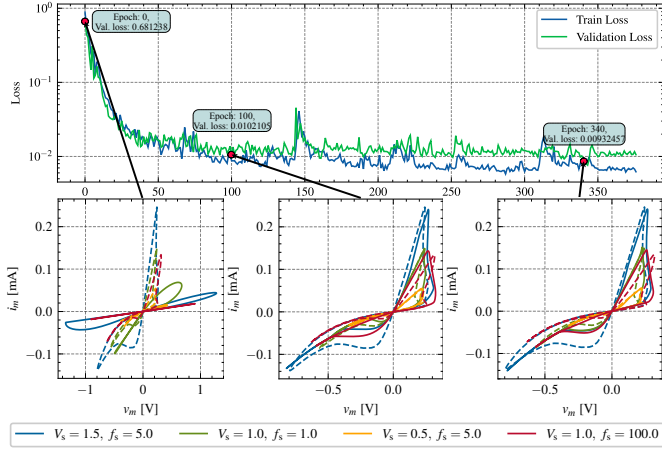 10⁰
10⁻¹
10⁻²
Loss
Epoch: 0,
Val. loss: 0.681238
Epoch: 100,
Val. loss: 0.0102105
Epoch: 340,
Val. loss: 0.00932457
Train Loss
Validation Loss
0 50 100 150 200 250 300 350
0.2
0.1
0.0
−0.1
i_m [mA]
−1 0 1
v_m [V]
0.2
0.1
0.0
−0.1
i_m [mA]
−0.5 0.0
v_m [V]
0.2
0.1
0.0
−0.1
i_m [mA]
−0.5 0.0
v_m [V]
V_s = 1.5, f_s = 5.0 V_s = 1.0, f_s = 1.0 V_s = 0.5, f_s = 5.0 V_s = 1.0, f_s = 100.0